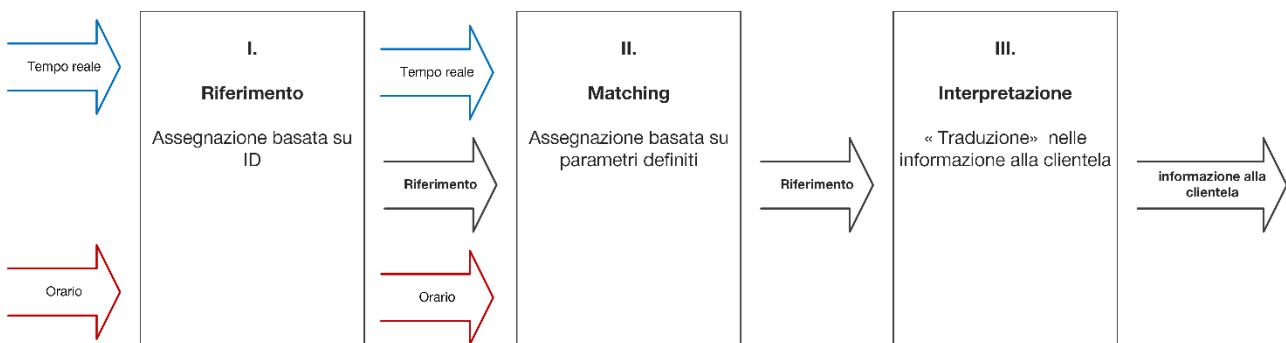 Tempo reale
Orario
I.
Riferimento
Assegnazione basata su
ID
Tempo reale
Riferimento
Orario
II.
Matching
Assegnazione basata su
parametri definiti
Riferimento
III.
Interpretazione
« Traduzione»  nelle
informazione alla clientela
informazione alla
clientela